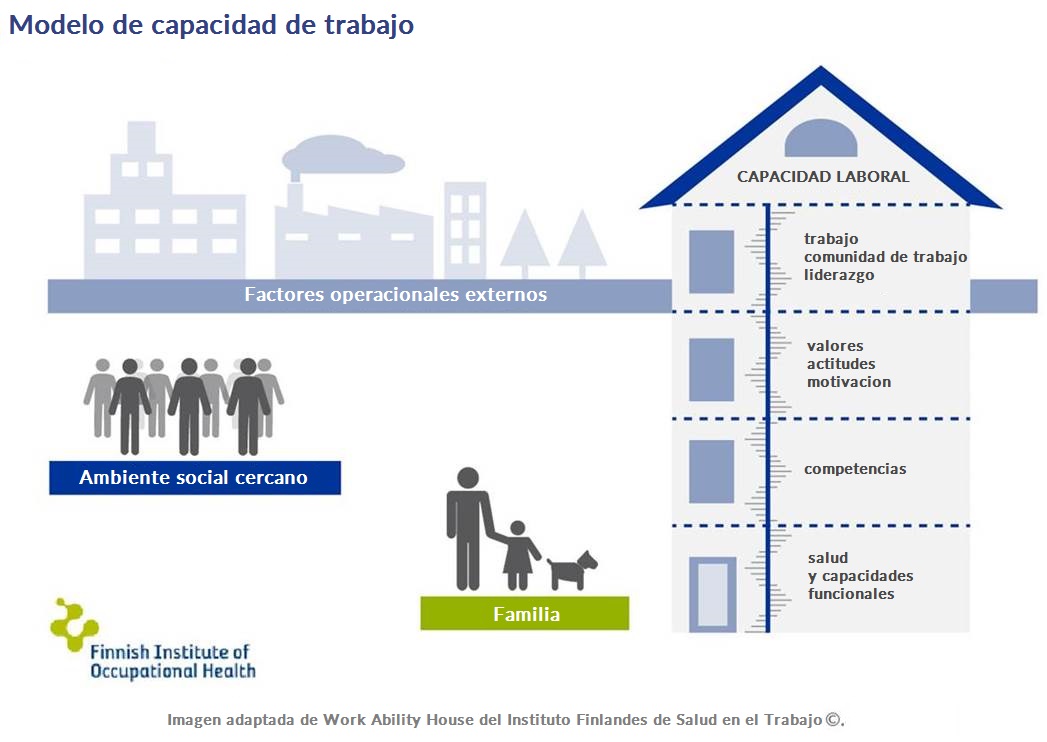 Modelo de capacidad de trabajo
CAPACIDAD LABORAL
trabajo
comunidad de trabajo
liderazgo
Factores operacionales externos
valores
actitudes
motivacion
Ambiente social cercano
competencias
salud
y capacidades
funcionales
Familia
Finnish Institute of
Occupational Health
Imagen adaptada de Work Ability House del Instituto Finlandes de Salud en el Trabajo©.